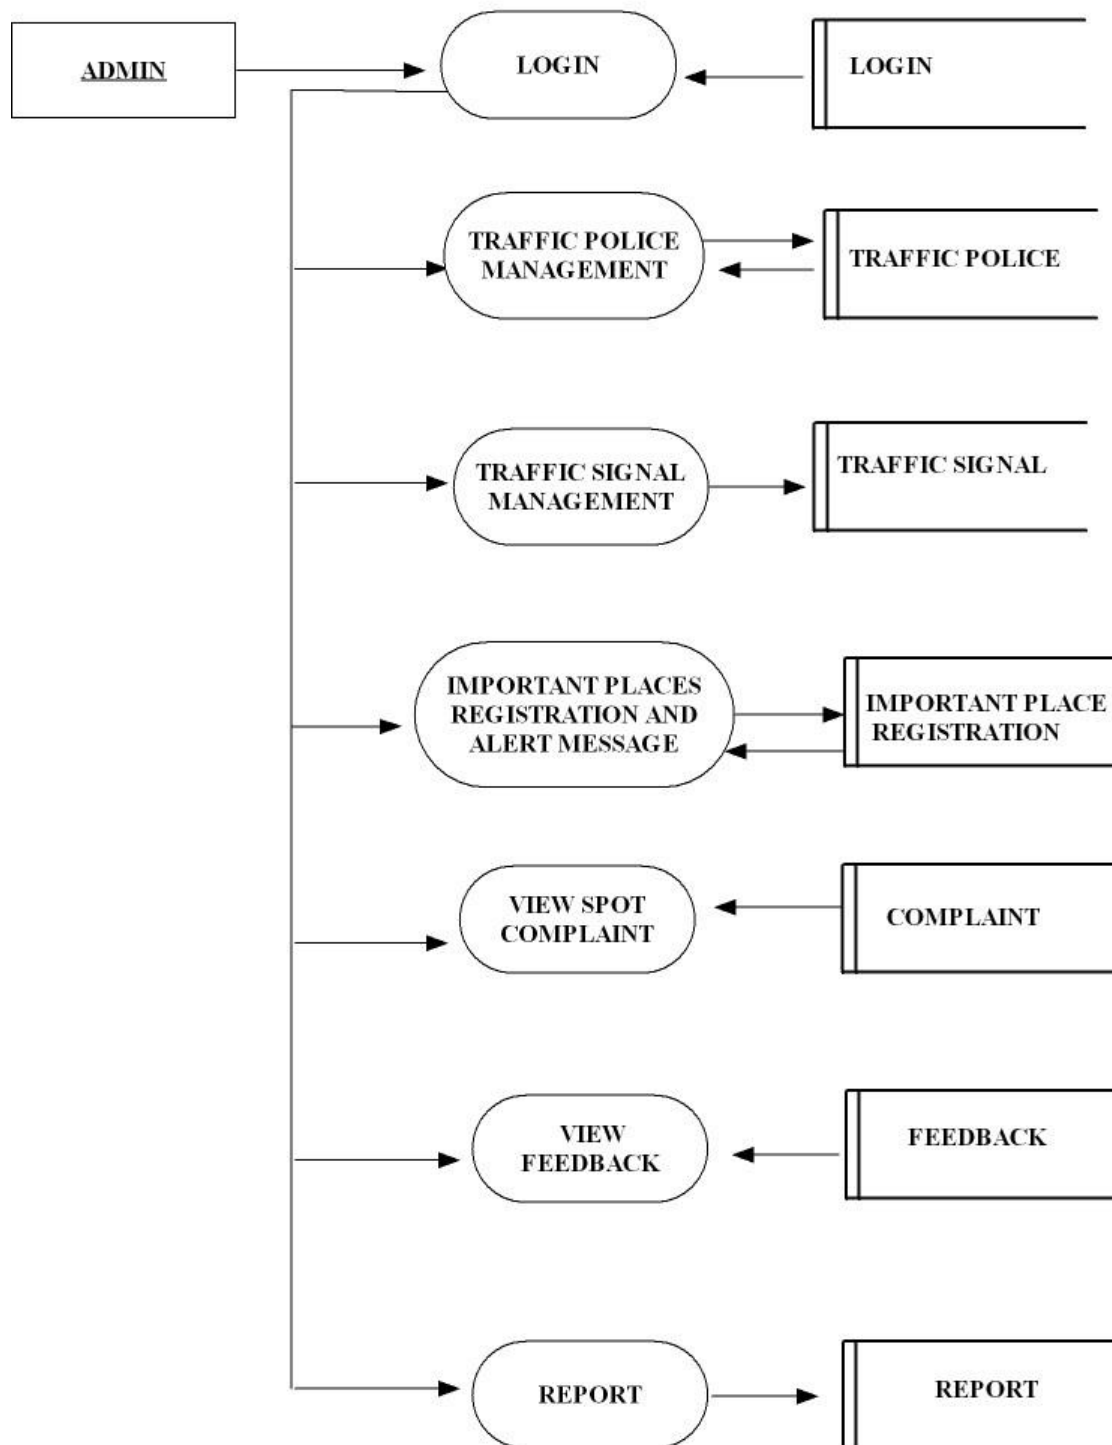 ADMIN
LOGIN
LOGIN
TRAFFIC POLICE
MANAGEMENT
TRAFFIC POLICE
TRAFFIC SIGNAL
MANAGEMENT
TRAFFIC SIGNAL
IMPORTANT PLACES
REGISTRATION AND
ALERT MESSAGE
IMPORTANT PLACE
REGISTRATION
VIEW SPOT
COMPLAINT
COMPLAINT
VIEW
FEEDBACK
FEEDBACK
REPORT
REPORT